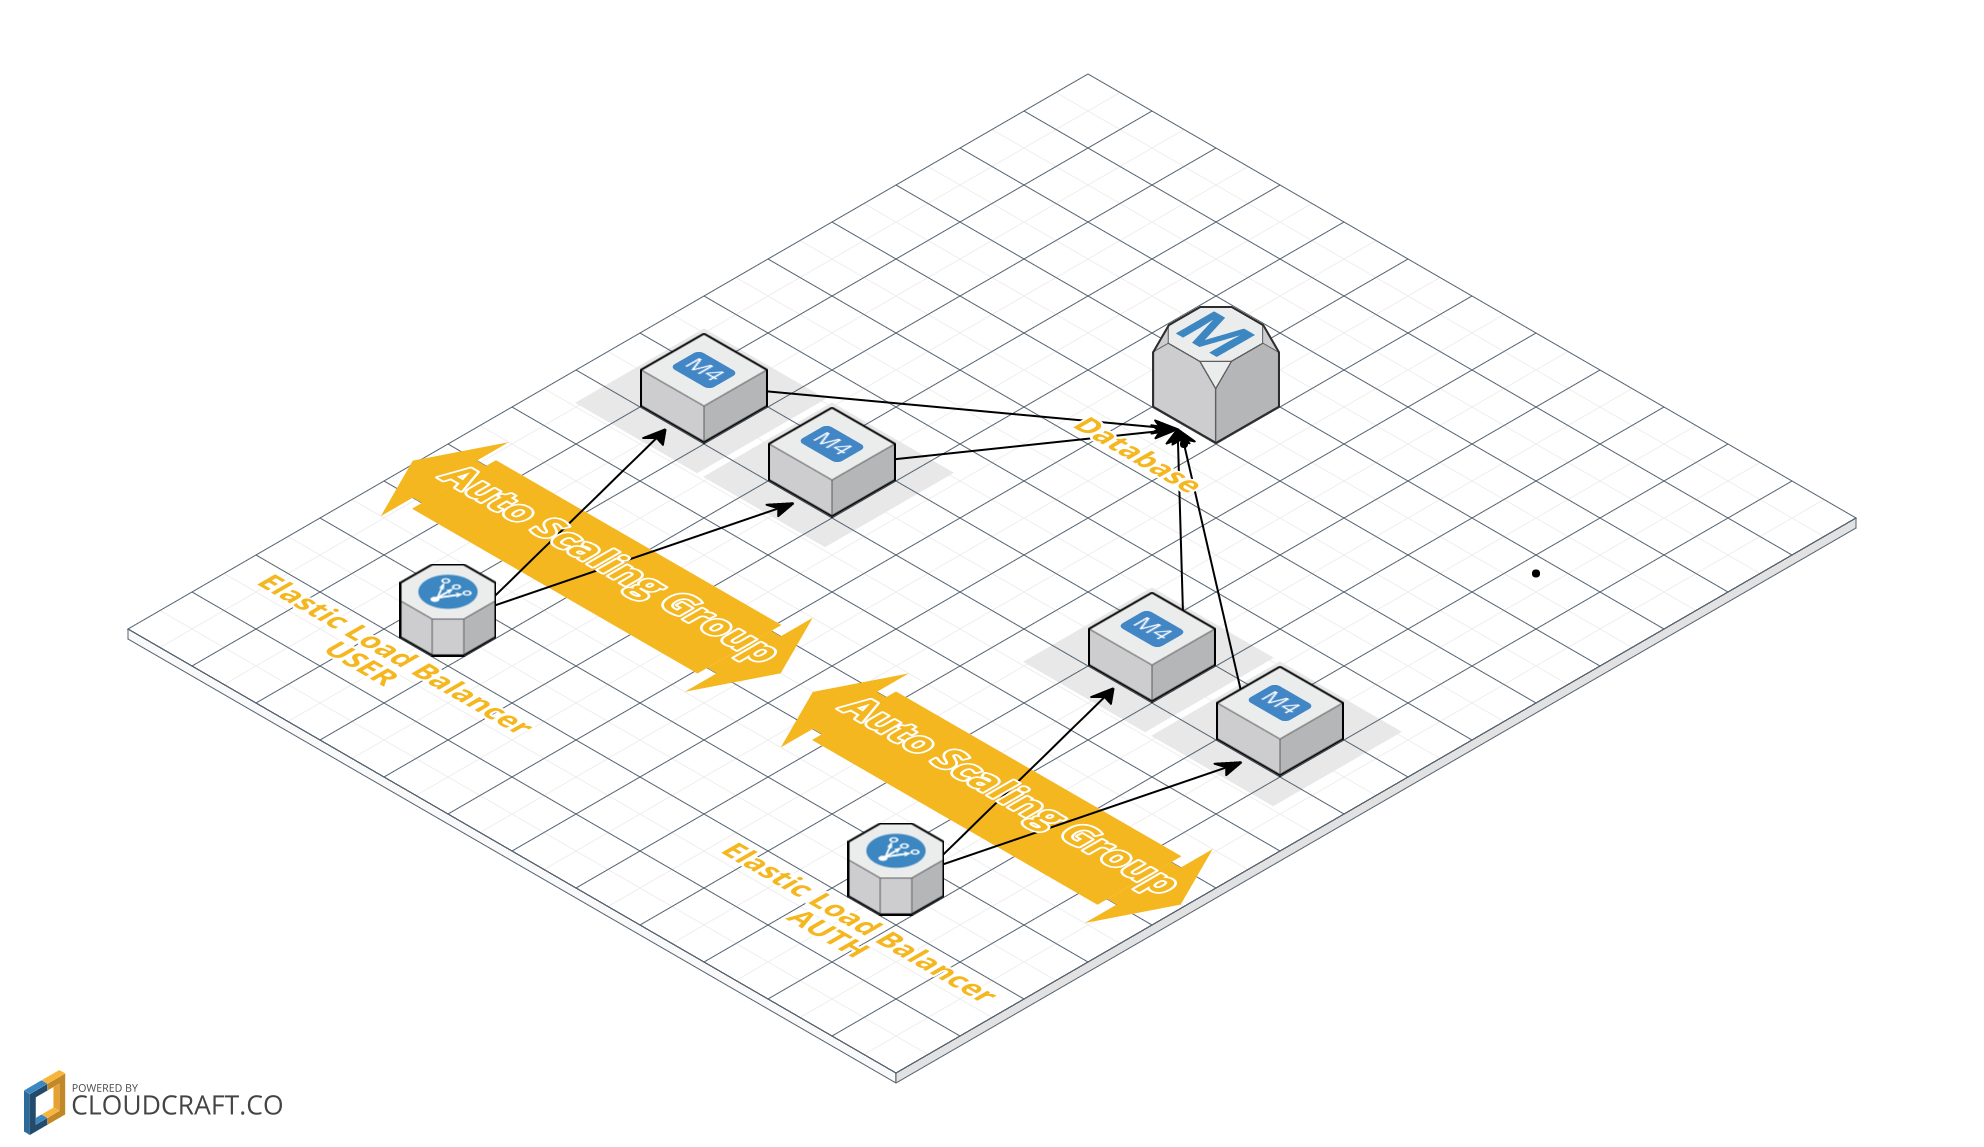 M
M4
M4
Database
Auto Scaling Group
Elastic Load Balancer
USER
M4
M4
Auto Scaling Group
Elastic Load Balancer
AUTH
POWERED BY
CLOUDCRAFT.CO